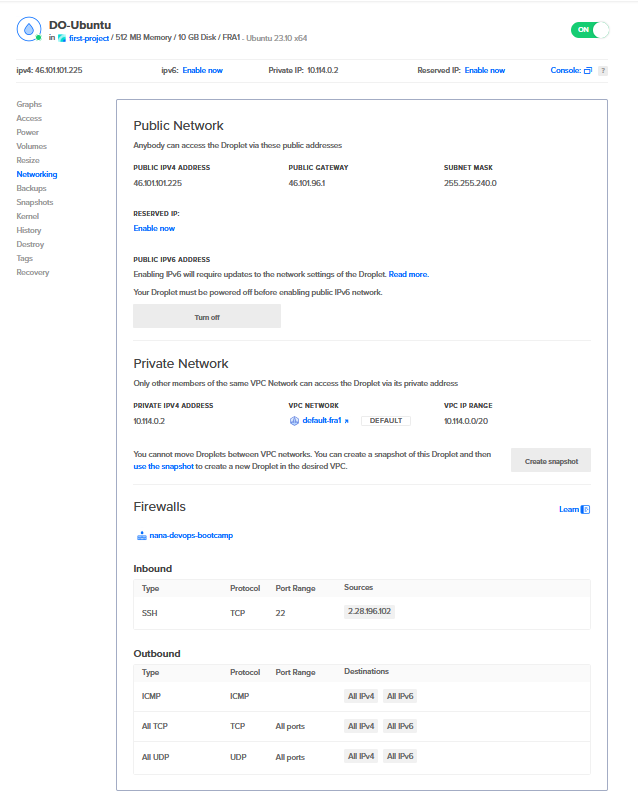 DO-Ubuntu
in first-project / 512 MB Memory / 10 GB Disk / FRA1 - Ubuntu 23.10 x64
ON
ipv4: 46.101.101.225 ipv6: Enable now Private IP: 10.114.0.2 Reserved IP: Enable now Console: ?
Graphs
Access
Power
Volumes
Resize
Networking
Backups
Snapshots
Kernel
History
Destroy
Tags
Recovery
Public Network
Anybody can access the Droplet via these public addresses
PUBLIC IPV4 ADDRESS PUBLIC GATEWAY SUBNET MASK
46.101.101.225 46.101.96.1 255.255.240.0
RESERVED IP:
Enable now
PUBLIC IPV6 ADDRESS
Enabling IPv6 will require updates to the network settings of the Droplet. Read more.
Your Droplet must be powered off before enabling public IPv6 network.
Turn off
Private Network
Only other members of the same VPC Network can access the Droplet via its private address
PRIVATE IPV4 ADDRESS VPC NETWORK VPC IP RANGE
10.114.0.2 default-fra1 DEFAULT 10.114.0.0/20
You cannot move Droplets between VPC networks. You can create a snapshot of this Droplet and then
use the snapshot to create a new Droplet in the desired VPC.
Create snapshot
Firewalls
Learn
nana-devops-bootcamp
Inbound
Type Protocol Port Range Sources
SSH TCP 22 2.28.196.102
Outbound
Type Protocol Port Range Destinations
ICMP ICMP All IPv4 All IPv6
All TCP TCP All ports All IPv4 All IPv6
All UDP UDP All ports All IPv4 All IPv6